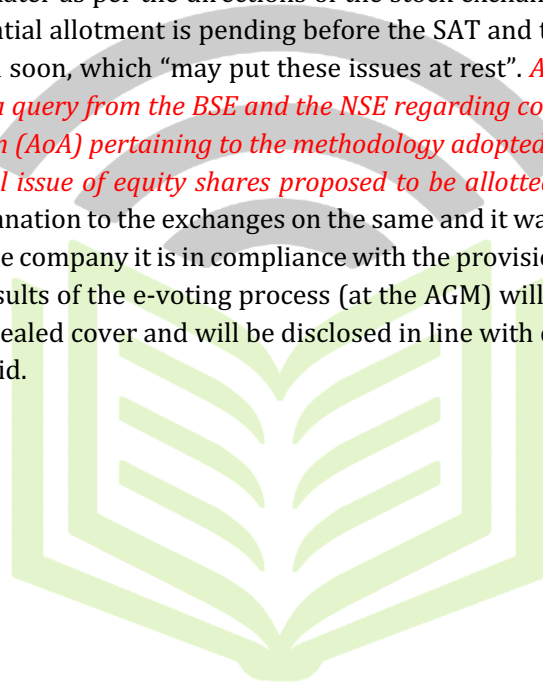 ater as per the directions of the stock exchan
ntial allotment is pending before the SAT and t
soon, which “may put these issues at rest”. A
a query from the BSE and the NSE regarding co
(AoA) pertaining to the methodology adopted
l issue of equity shares proposed to be allotted
nation to the exchanges on the same and it wa
e company it is in compliance with the provisio
sults of the e-voting process (at the AGM) will
ealed cover and will be disclosed in line with
id.